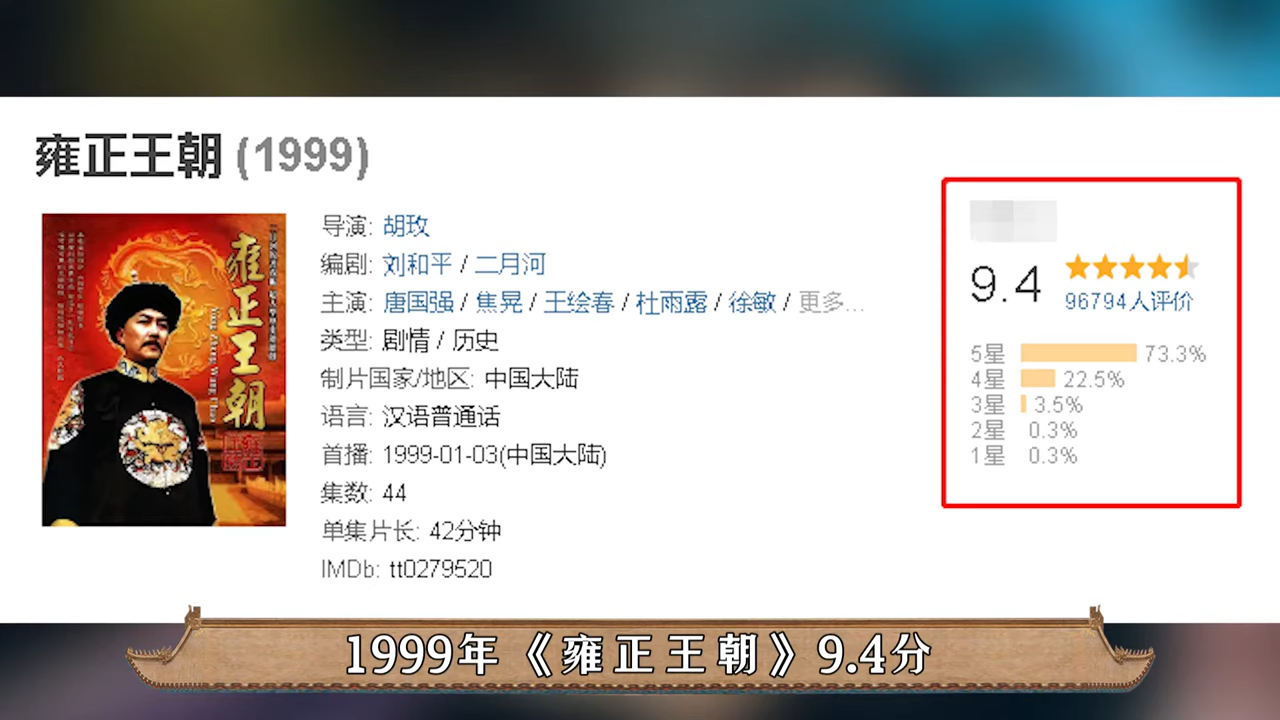 雍正王朝 (1999)
雍正王朝
导演: 胡玫
编剧: 刘和平 / 二月河
主演: 唐国强 / 焦晃 / 王绘春 / 杜雨露 / 徐敏 / 更多...
类型: 剧情 / 历史
制片国家/地区: 中国大陆
语言: 汉语普通话
首播: 1999-01-03(中国大陆)
集数: 44
单集片长: 42分钟
IMDb: tt0279520
9.4
96794人评价
5星 73.3%
4星 22.5%
3星 3.5%
2星 0.3%
1星 0.3%
1999年《雍正王朝》9.4分